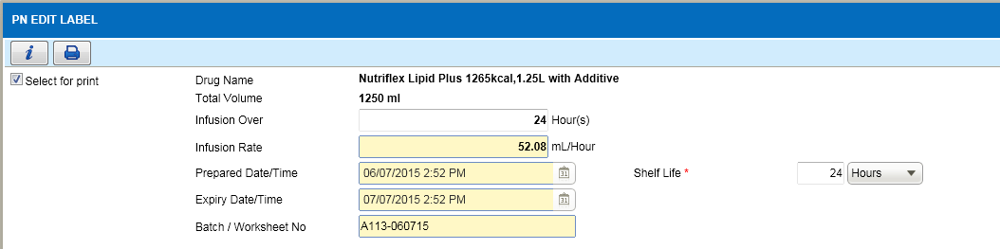 PN EDIT LABEL
i
Select for print
Drug Name Nutriflex Lipid Plus 1265kcal,1.25L with Additive
Total Volume 1250 ml
Infusion Over 24 Hour(s)
Infusion Rate 52.08 mL/Hour
Prepared Date/Time 06/07/2015 2:52 PM 31 Shelf Life * 24 Hours
Expiry Date/Time 07/07/2015 2:52 PM 31
Batch / Worksheet No A113-060715